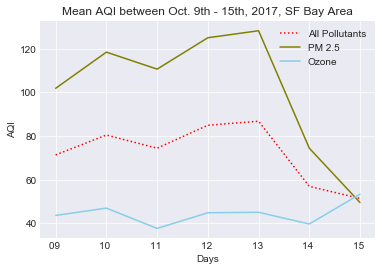 Mean AQI between Oct. 9th - 15th, 2017, SF Bay Area
All Pollutants
PM 2.5
Ozone
120
100
80
60
40
AQI
09
10
11
12
13
14
15
Days